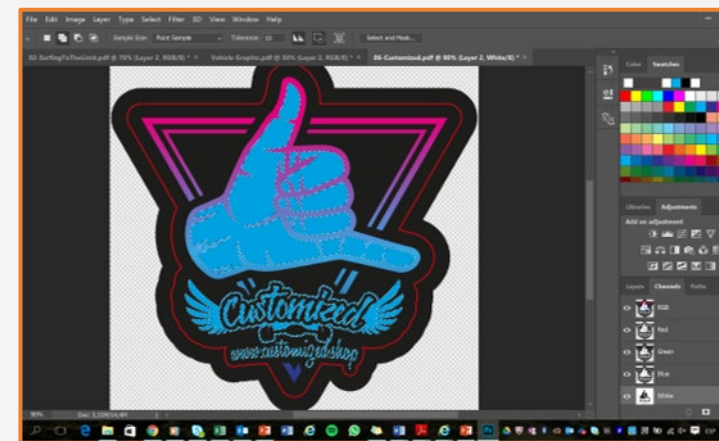 File Edit Image Layer Type Select Filter 3D View Window Help
Sample Size: Point Sample Tolerance: 10 Select and Mask...
02-SurfingToTheLimit.pdf @ 70% (Layer 2, RGB/8) * × Vehicle Graphic.pdf @ 50% (Layer 2, RGB/8) * × 06-Customized.pdf @ 90% (Layer 2, White/8) * ×
Color Swatches
Customized
www.customized.shop
Libraries Adjustments
Add an adjustment
Layers Channels Paths
RGB
Red
Green
Blue
White
90%
ESP